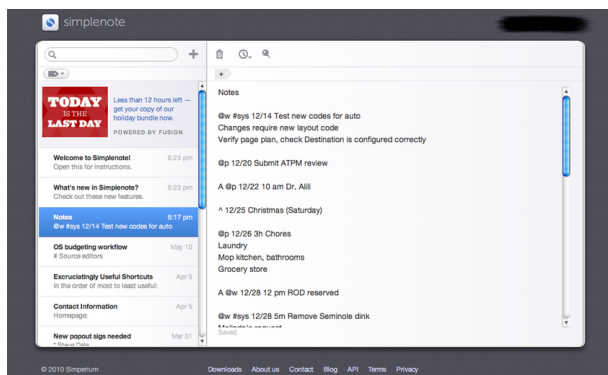 simplenote
TODAY
IS THE
LAST DAY
Less than 12 hours left —
get your copy of our
holiday bundle now.
POWERED BY FUSION
Welcome to Simplenote! 6:23 pm
Open this for instructions.
What's new in Simplenote? 6:23 pm
Check out these new features.
Notes 6:17 pm
@w #sys 12/14 Test new codes for auto
OS budgeting workflow May 10
# Source editors
Excruciatingly Useful Shortcuts Apr 5
In the order of most to least useful:
Contact Information Apr 5
Homepage:
New popout sigs needed Mar 31
* Steve Dale
Notes
@w #sys 12/14 Test new codes for auto
Changes require new layout code
Verify page plan, check Destination is configured correctly
@p 12/20 Submit ATPM review
A @p 12/22 10 am Dr. Alili
^ 12/25 Christmas (Saturday)
@p 12/26 3h Chores
Laundry
Mop kitchen, bathrooms
Grocery store
A @w 12/28 12 pm ROD reserved
@w #sys 12/28 5m Remove Seminole dink
Melinda's request
Saved
© 2010 Simperium
Downloads About us Contact Blog API Terms Privacy